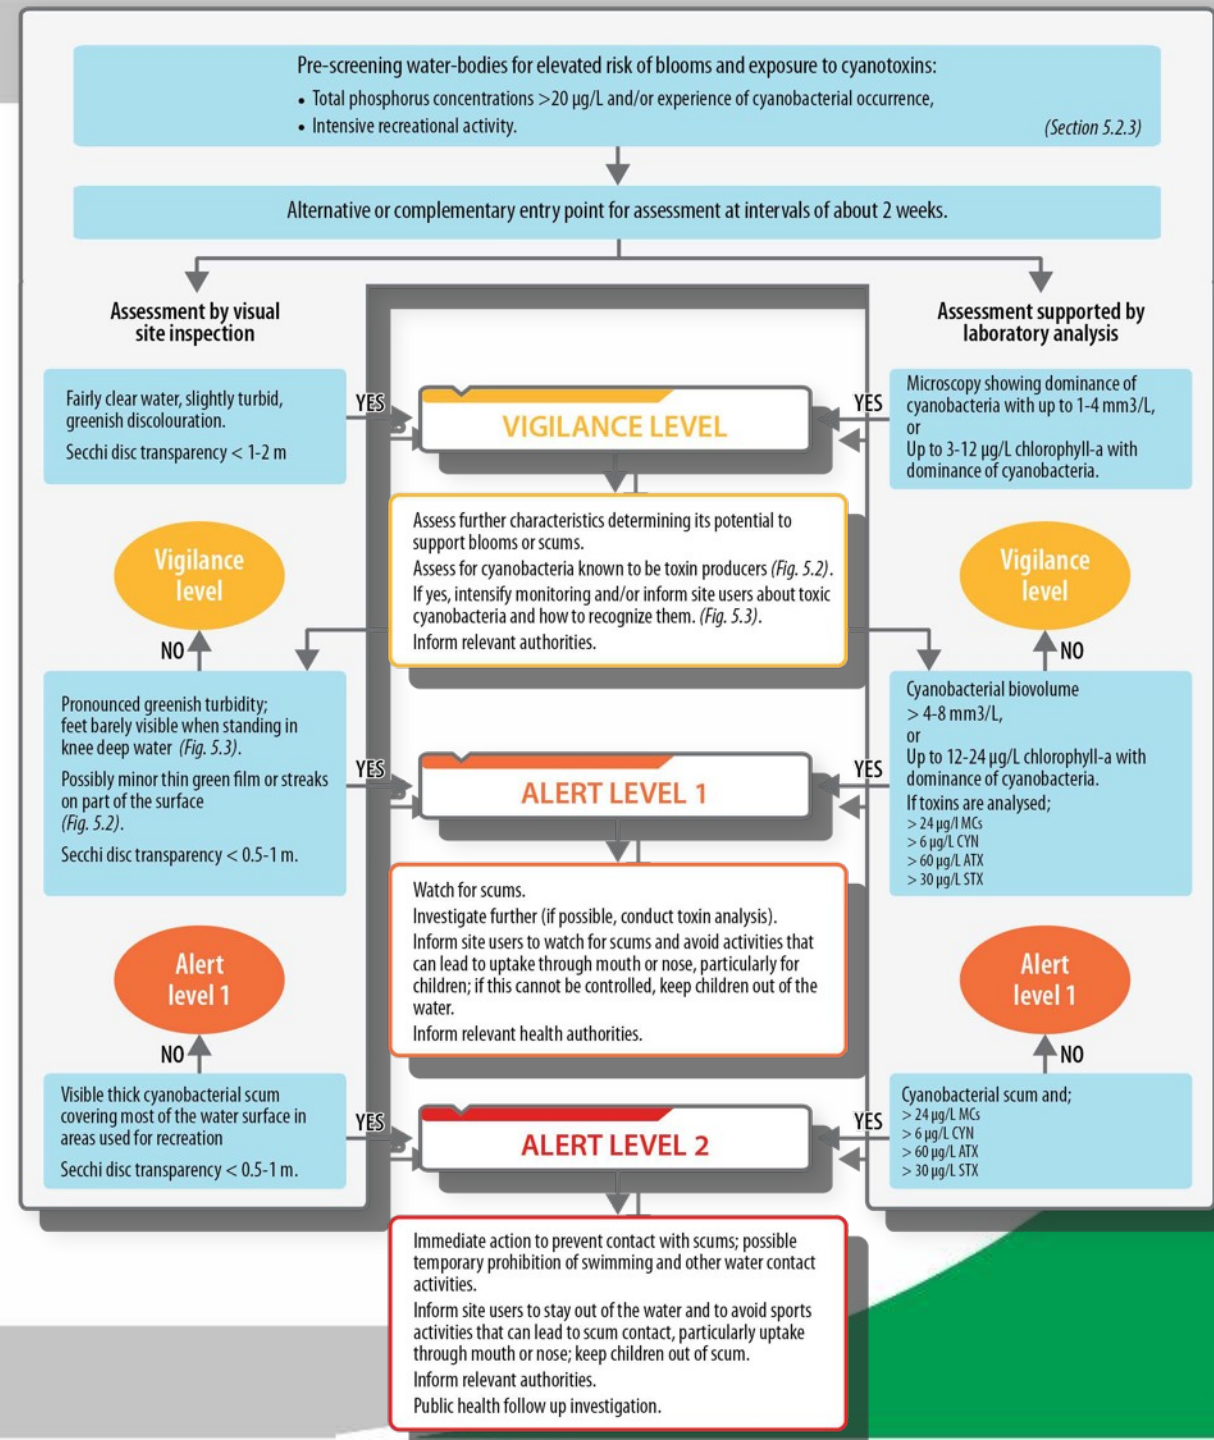 Pre-screening water-bodies for elevated risk of blooms and exposure to cyanotoxins:
• Total phosphorus concentrations >20 µg/L and/or experience of cyanobacterial occurrence,
• Intensive recreational activity.
(Section 5.2.3)
Alternative or complementary entry point for assessment at intervals of about 2 weeks.
Assessment by visual
site inspection
Assessment supported by
laboratory analysis
Fairly clear water, slightly turbid,
greenish discolouration.
Secchi disc transparency < 1-2 m
YES
VIGILANCE LEVEL
YES
Microscopy showing dominance of
cyanobacteria with up to 1-4 mm3/L,
or
Up to 3-12 µg/L chlorophyll-a with
dominance of cyanobacteria.
Assess further characteristics determining its potential to
support blooms or scums.
Assess for cyanobacteria known to be toxin producers (Fig. 5.2).
If yes, intensify monitoring and/or inform site users about toxic
cyanobacteria and how to recognize them. (Fig. 5.3).
Inform relevant authorities.
Vigilance
level
NO
Vigilance
level
NO
Pronounced greenish turbidity;
feet barely visible when standing in
knee deep water (Fig. 5.3).
Possibly minor thin green film or streaks
on part of the surface
(Fig. 5.2).
Secchi disc transparency < 0.5-1 m.
YES
ALERT LEVEL 1
YES
Cyanobacterial biovolume
> 4-8 mm3/L,
or
Up to 12-24 µg/L chlorophyll-a with
dominance of cyanobacteria.
If toxins are analysed;
> 24 µg/l MCs
> 6 µg/L CYN
> 60 µg/L ATX
> 30 µg/L STX
Watch for scums.
Investigate further (if possible, conduct toxin analysis).
Inform site users to watch for scums and avoid activities that
can lead to uptake through mouth or nose, particularly for
children; if this cannot be controlled, keep children out of the
water.
Inform relevant health authorities.
Alert
level 1
NO
Alert
level 1
NO
Visible thick cyanobacterial scum
covering most of the water surface in
areas used for recreation
Secchi disc transparency < 0.5-1 m.
YES
ALERT LEVEL 2
YES
Cyanobacterial scum and;
> 24 µg/L MCs
> 6 µg/L CYN
> 60 µg/L ATX
> 30 µg/L STX
Immediate action to prevent contact with scums; possible
temporary prohibition of swimming and other water contact
activities.
Inform site users to stay out of the water and to avoid sports
activities that can lead to scum contact, particularly uptake
through mouth or nose; keep children out of scum.
Inform relevant authorities.
Public health follow up investigation.